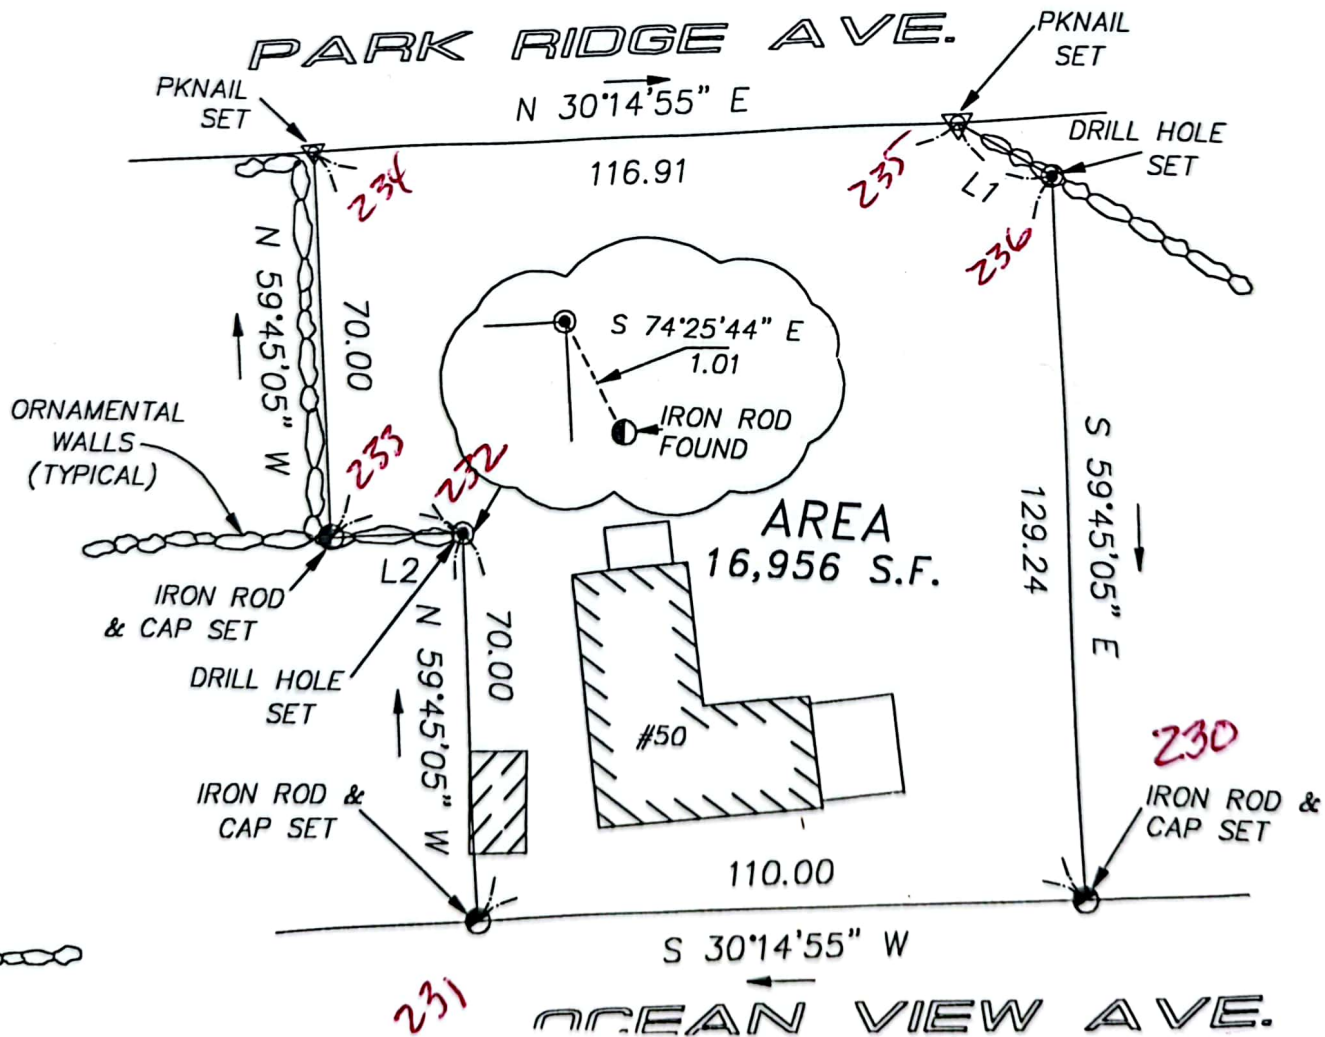 PARK RIDGE AVE.
PKNAIL
SET
N 30°14'55" E
PKNAIL
SET
116.91
234
235
L1
DRILL HOLE
SET
236
N 59°45'05" W
70.00
S 74°25'44" E
1.01
IRON ROD
FOUND
ORNAMENTAL
WALLS
(TYPICAL)
233
232
AREA
16,956 S.F.
129.24
S 59°45'05" E
L2
IRON ROD
& CAP SET
DRILL HOLE
SET
N 59°45'05" W
70.00
#50
230
IRON ROD &
CAP SET
IRON ROD &
CAP SET
110.00
S 30°14'55" W
231
OCEAN VIEW AVE.